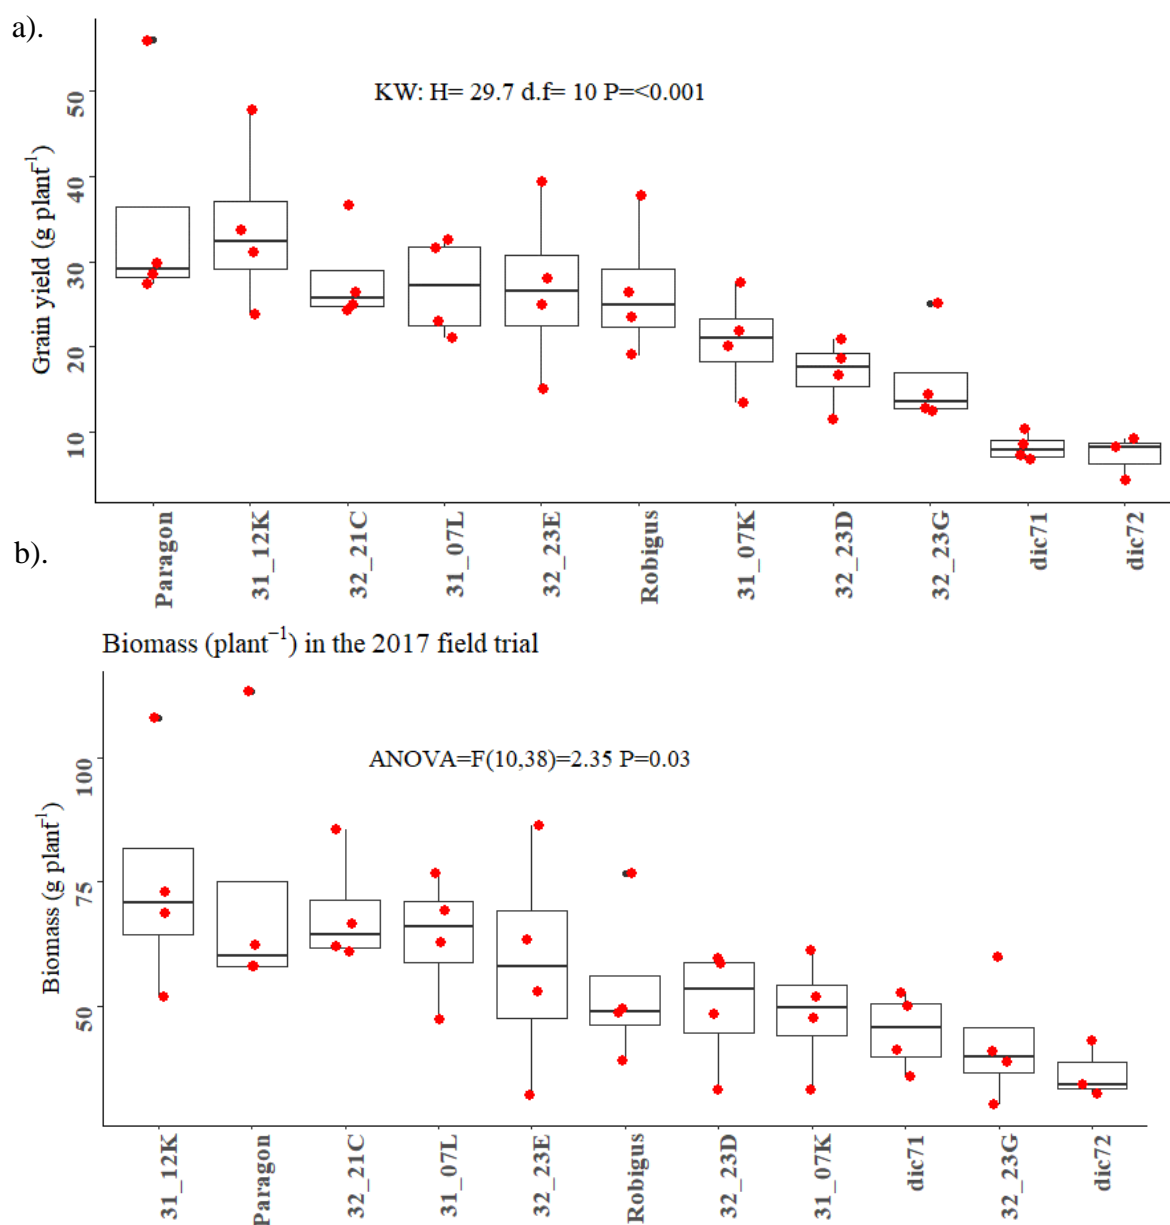 a).
KW: H= 29.7 d.f= 10 P=<0.001
Grain yield (g plant⁻¹)
50
40
30
20
10
Paragon
31_12K
32_21C
31_07L
32_23E
Robigus
31_07K
32_23D
32_23G
dic71
dic72
b).
Biomass (plant⁻¹) in the 2017 field trial
ANOVA=F(10,38)=2.35 P=0.03
Biomass (g plant⁻¹)
100
75
50
31_12K
Paragon
32_21C
31_07L
32_23E
Robigus
32_23D
31_07K
dic71
32_23G
dic72